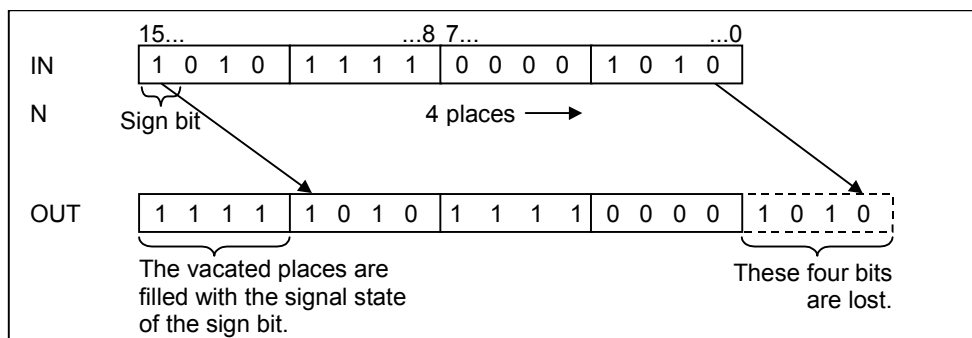 15... ...8 7... ...0
IN 1 0 1 0 1 1 1 1 0 0 0 0 1 0 1 0
N Sign bit 4 places
OUT 1 1 1 1 1 0 1 0 1 1 1 1 0 0 0 0 1 0 1 0
The vacated places are
filled with the signal state
of the sign bit.
These four bits
are lost.